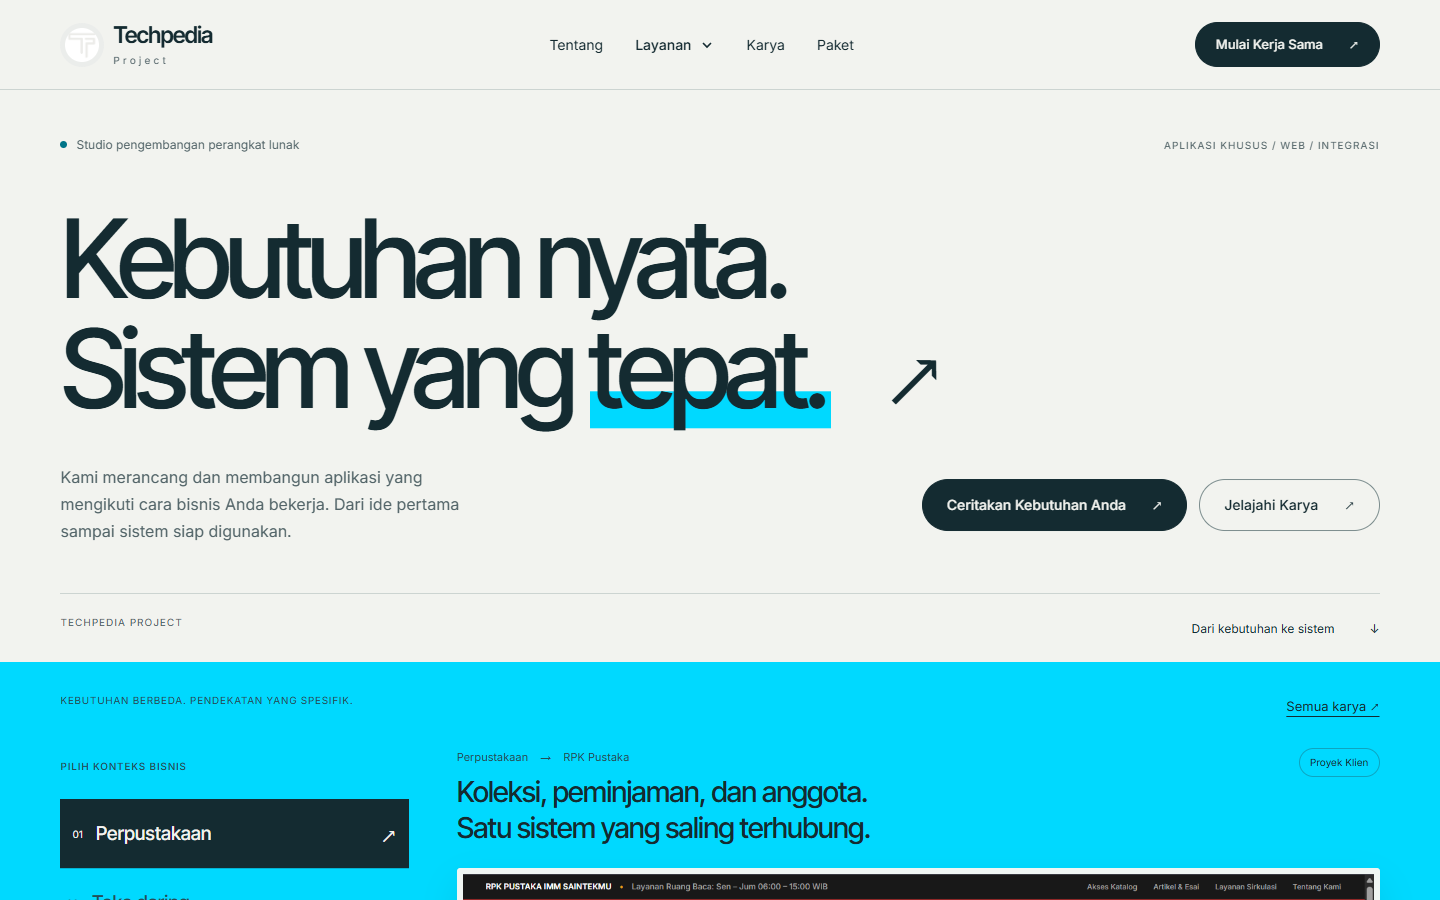 TP
Techpedia
Project
Tentang
Layanan
Karya
Paket
Mulai Kerja Sama ↗
Studio pengembangan perangkat lunak
APLIKASI KHUSUS / WEB / INTEGRASI
Kebutuhan nyata.
Sistem yang tepat. ↗
Kami merancang dan membangun aplikasi yang
mengikuti cara bisnis Anda bekerja. Dari ide pertama
sampai sistem siap digunakan.
Ceritakan Kebutuhan Anda ↗
Jelajahi Karya ↗
TECHPEDIA PROJECT
Dari kebutuhan ke sistem ↓
KEBUTUHAN BERBEDA. PENDEKATAN YANG SPESIFIK.
Semua karya ↗
PILIH KONTEKS BISNIS
01 Perpustakaan ↗
Toko daring
Perpustakaan → RPK Pustaka
Proyek Klien
Koleksi, peminjaman, dan anggota.
Satu sistem yang saling terhubung.
RPK PUSTAKA IMM SAINTEKMU • Layanan Ruang Baca: Sen – Jum 06:00 – 15:00 WIB
Akses Katalog
Artikel & Esai
Layanan Sirkulasi
Tentang Kami